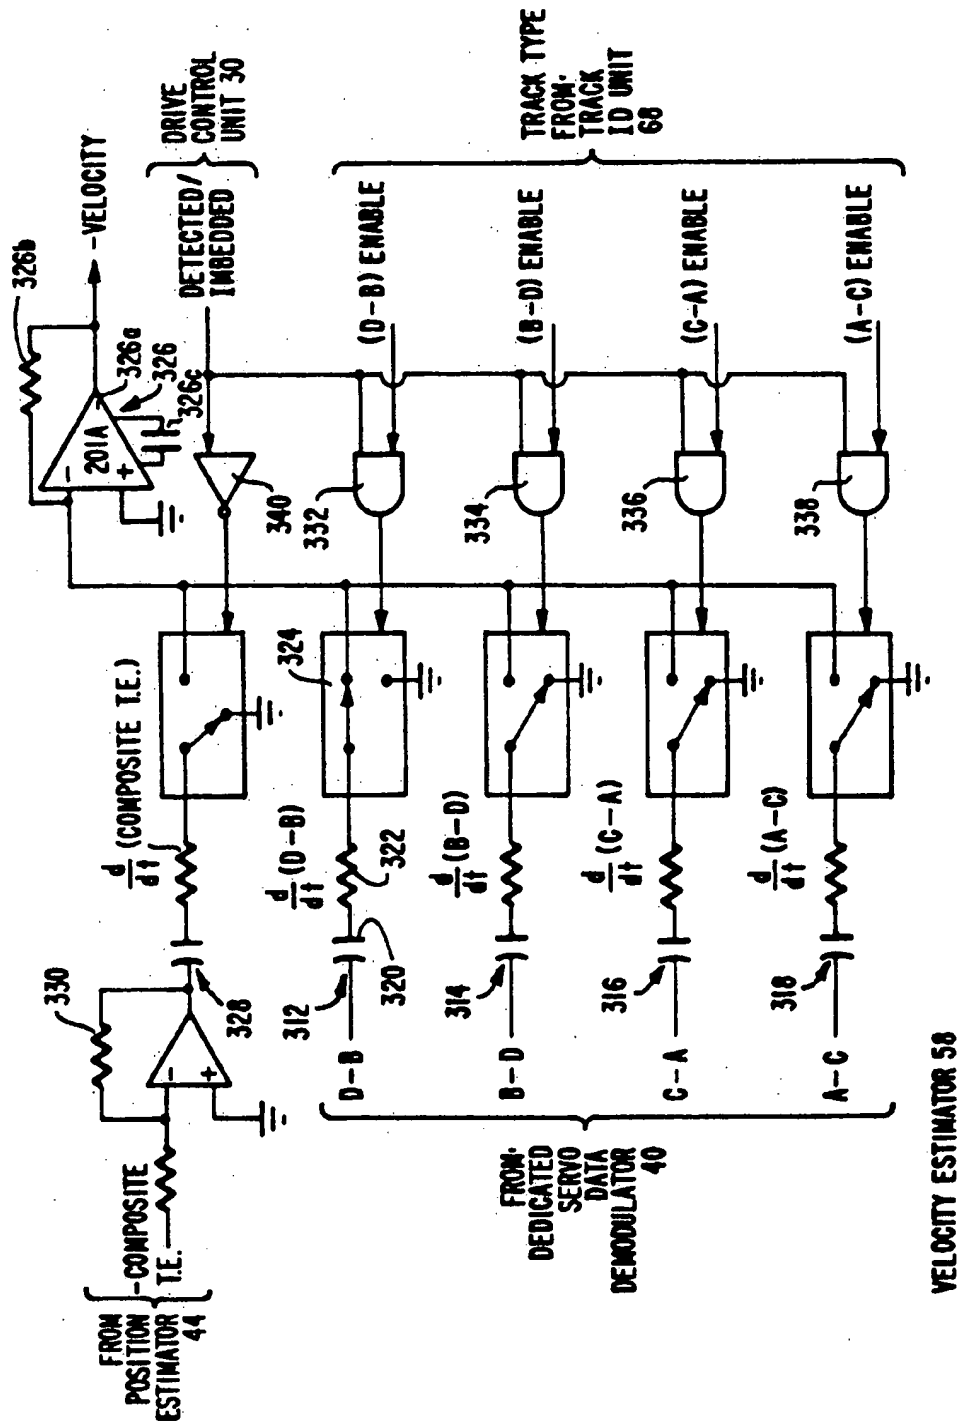 FROM
POSITION
ESTIMATOR
44
-COMPOSITE
T.E.
330
-
+
328
d/dt (COMPOSITE T.E.)
340
-
+
201A
326b
326a
326
326c
-VELOCITY
DETECTED/
IMBEDDED
DRIVE
CONTROL
UNIT 30
FROM·
DEDICATED
SERVO
DATA
DEMODULATOR
40
D-B
312
320
d/dt (D-B)
322
324
332
(D-B) ENABLE
B-D
314
d/dt (B-D)
334
(B-D) ENABLE
C-A
316
d/dt (C-A)
336
(C-A) ENABLE
A-C
318
d/dt (A-C)
338
(A-C) ENABLE
TRACK TYPE
FROM·
TRACK
ID UNIT
68
VELOCITY ESTIMATOR 58